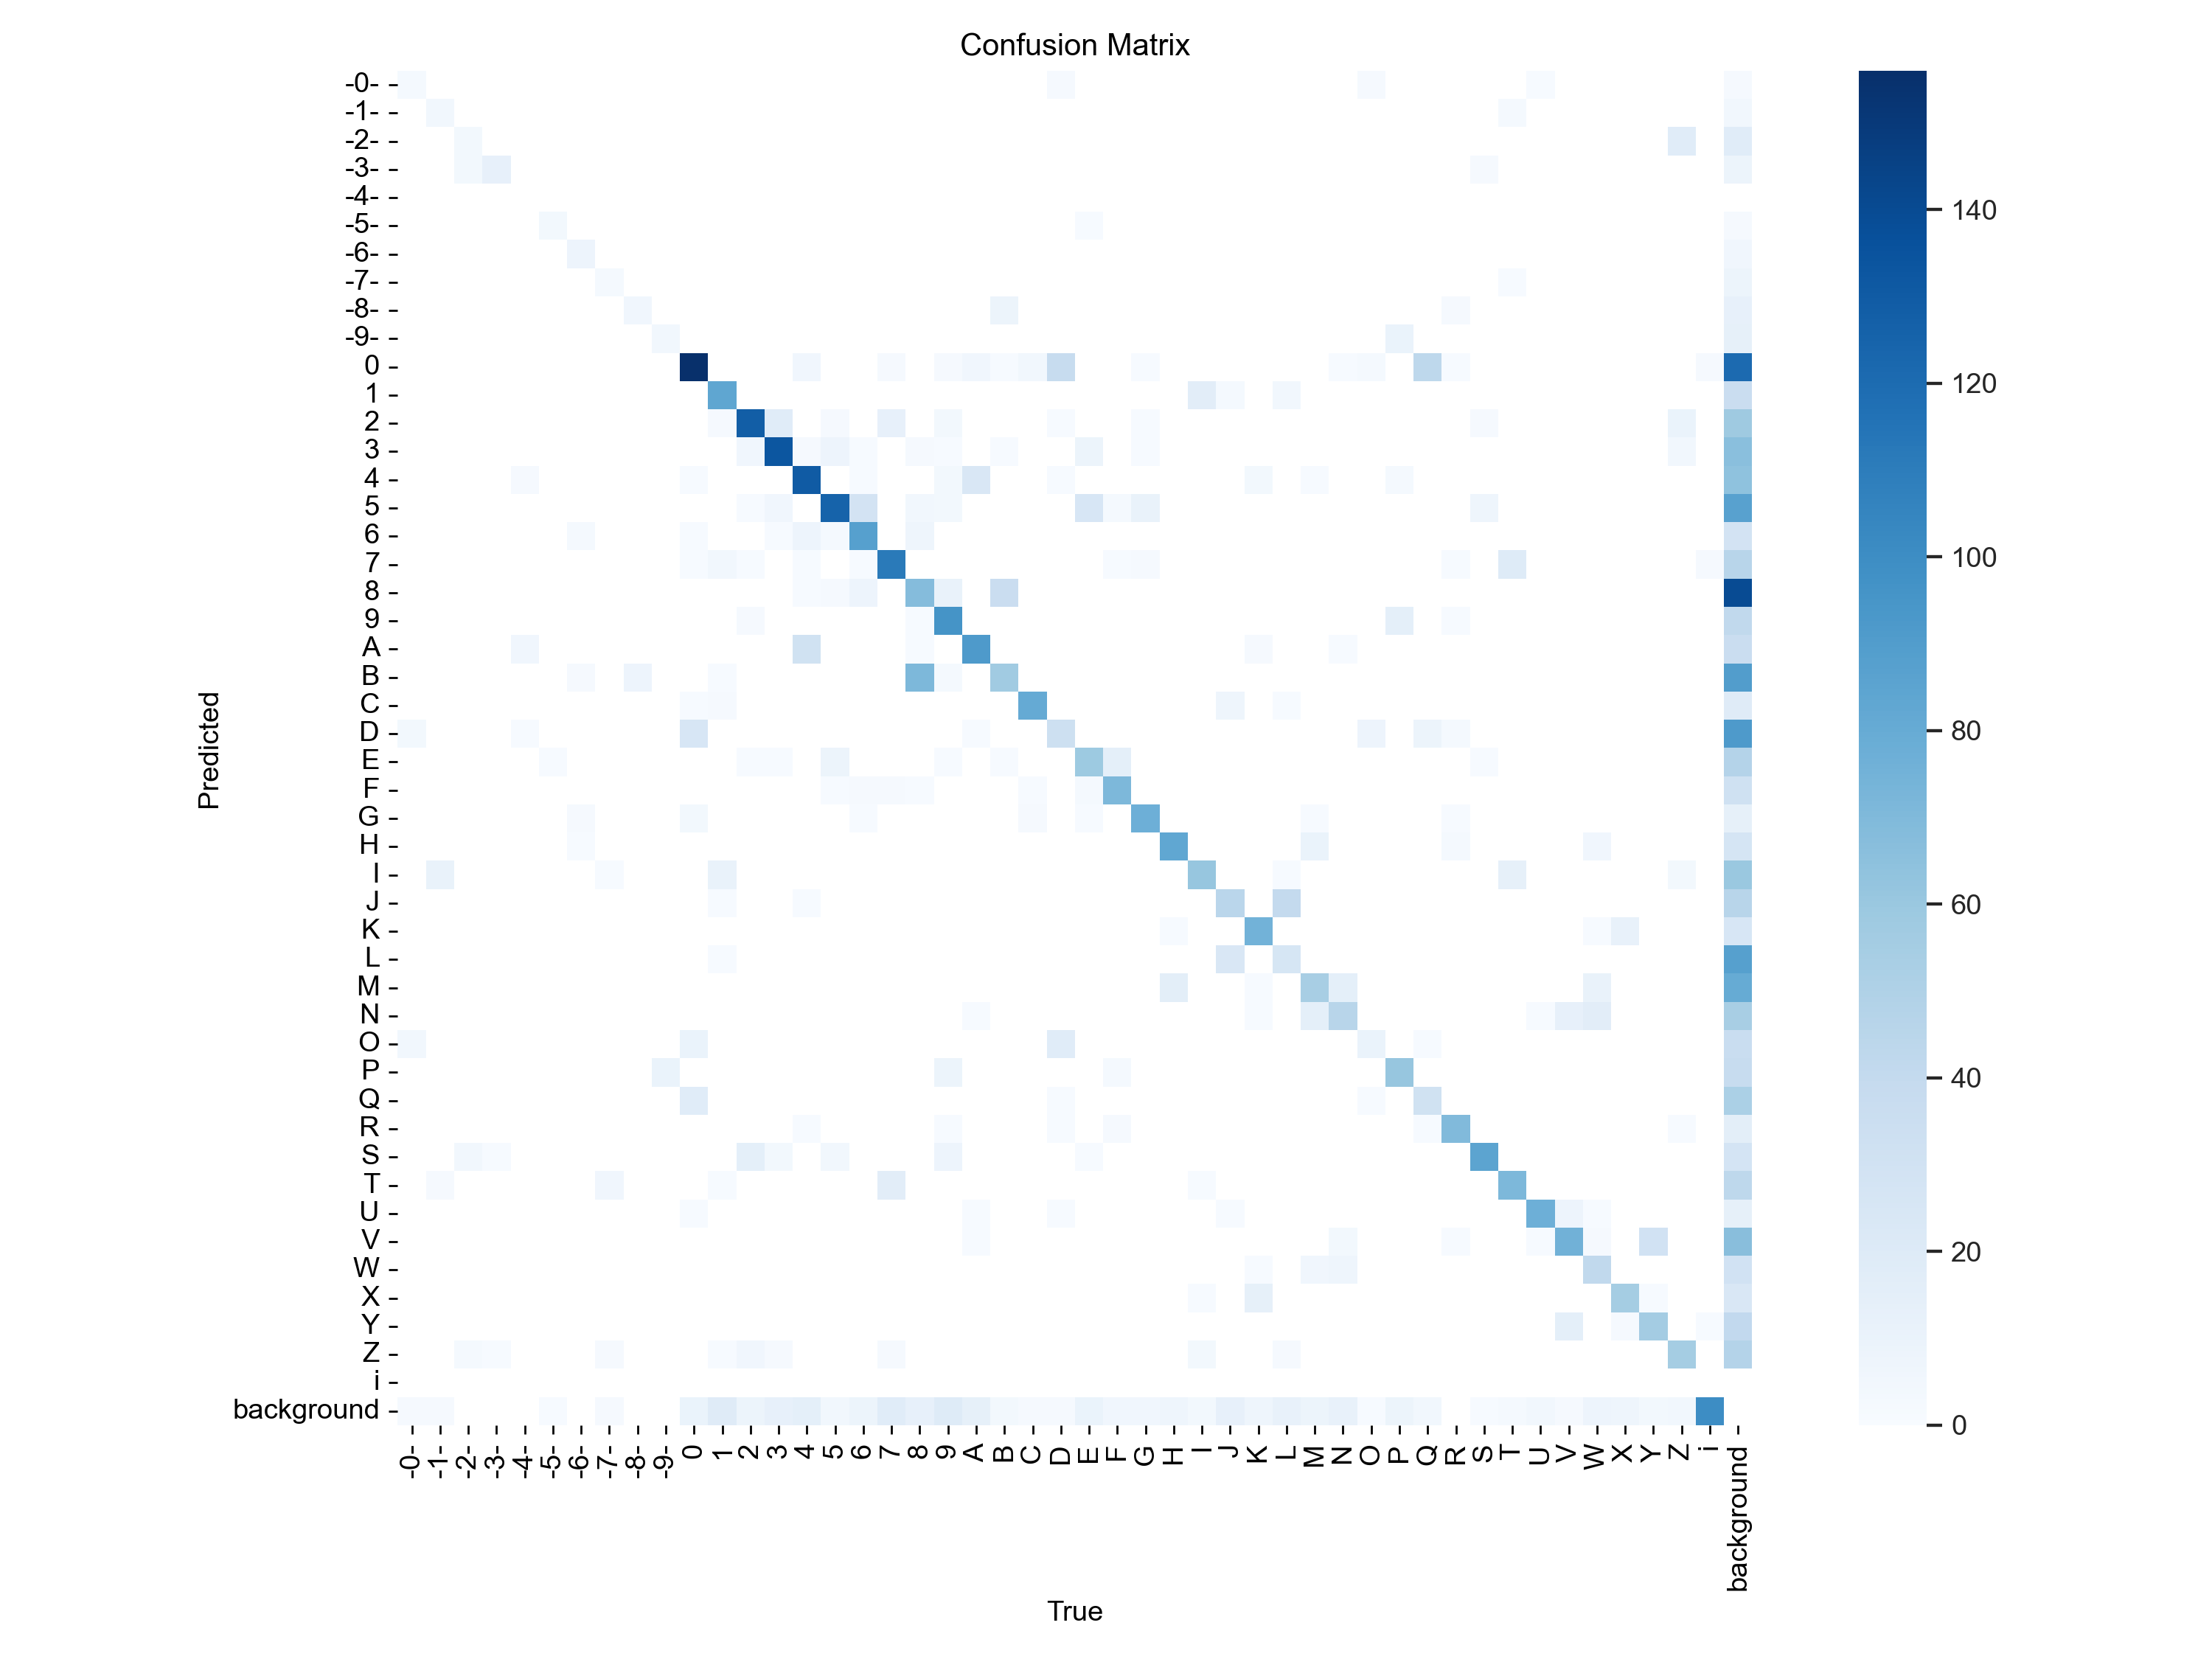 Confusion Matrix
-0-
-1-
-2-
-3-
-4-
-5-
-6-
-7-
-8-
-9-
0
1
2
3
4
5
6
7
8
9
A
B
C
D
E
F
G
H
I
J
K
L
M
N
O
P
Q
R
S
T
U
V
W
X
Y
Z
i
background
Predicted
-0- -1- -2- -3- -4- -5- -6- -7- -8- -9- 0 1 2 3 4 5 6 7 8 9 A B C D E F G H I J K L M N O P Q R S T U V W X Y Z i background
True
140
120
100
80
60
40
20
0